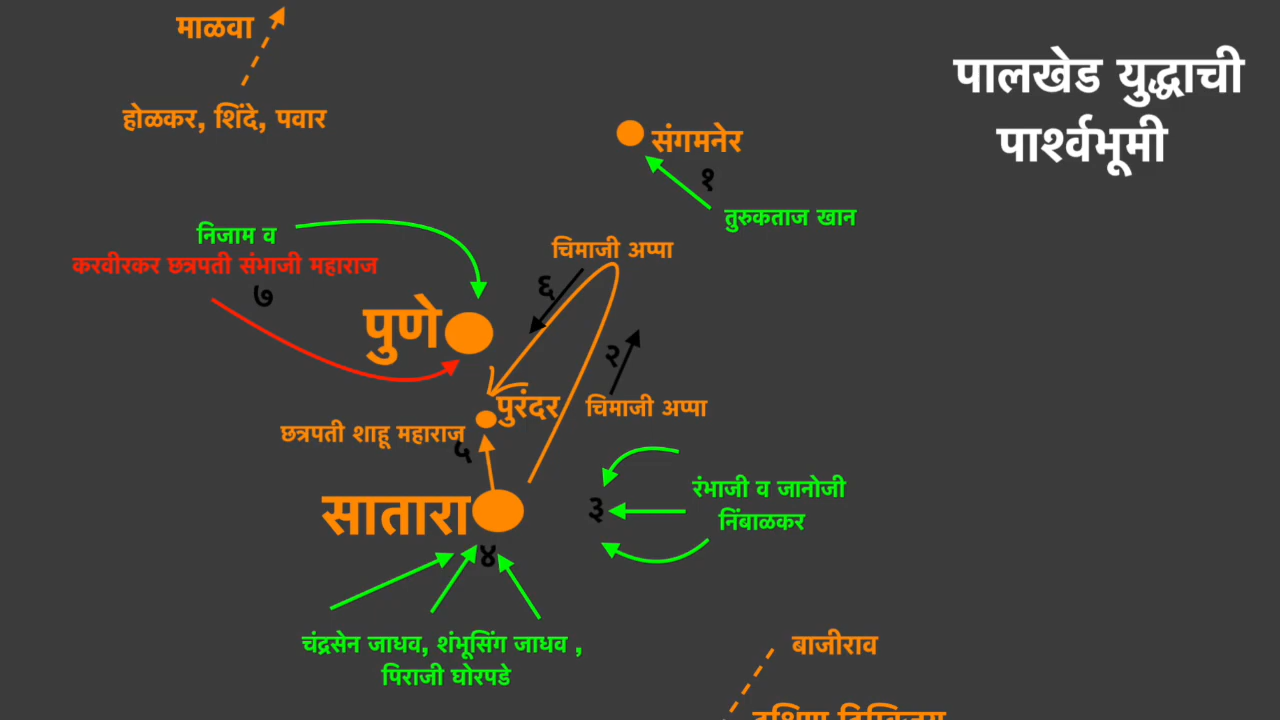 माळवा
होळकर, शिंदे, पवार
पालखेड युद्धाची
पार्श्वभूमी
संगमनेर
१
तुरुकताज खान
निजाम व
करवीरकर छत्रपती संभाजी महाराज
७
चिमाजी अप्पा
६
पुणे
२
पुरंदर
चिमाजी अप्पा
छत्रपती शाहू महाराज
५
सातारा
३
रंभाजी व जानोजी
निंबाळकर
४
चंद्रसेन जाधव, शंभूसिंग जाधव ,
पिराजी घोरपडे
बाजीराव